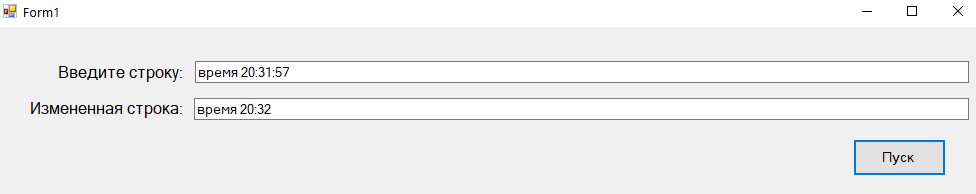 Form1
Введите строку: время 20:31:57
Измененная строка: время 20:32
Пуск